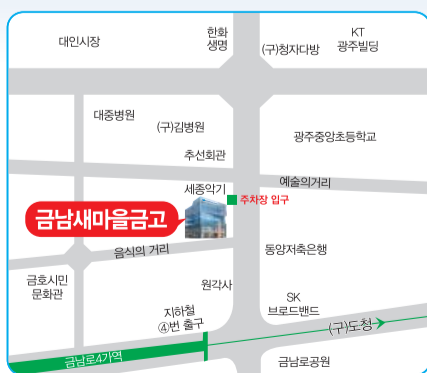 대인시장
한화
생명
(구)청자다방
KT
광주빌딩
대중병원
(구)김병원
광주중앙초등학교
추선회관
예술의거리
세종악기
주차장 입구
금남새마을금고
음식의 거리
동양저축은행
금호시민
문화관
원각사
SK
브로드밴드
지하철
④번 출구
(구)도청
금남로4가역
금남로공원